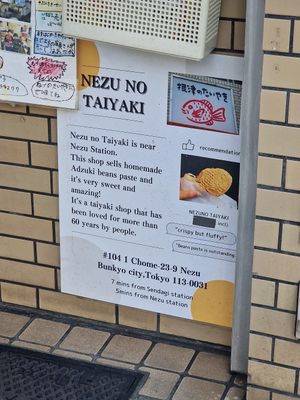 NEZU NO
TAIYAKI
根津のたいやき
Nezu no Taiyaki is near
Nezu Station.
This shop sells homemade
Adzuki beans paste and
it's very sweet and
amazing!
It's a taiyaki shop that has
been loved for more than
60 years by people.
recommendation
NEZUNO TAIYAKI
incl)
"crispy but fluffy!"
"Beans paste is outstanding
#104 1 Chome-23-9 Nezu
Bunkyo city,Tokyo 113-0031
7 mins from Sendagi station
5mins from Nezu station